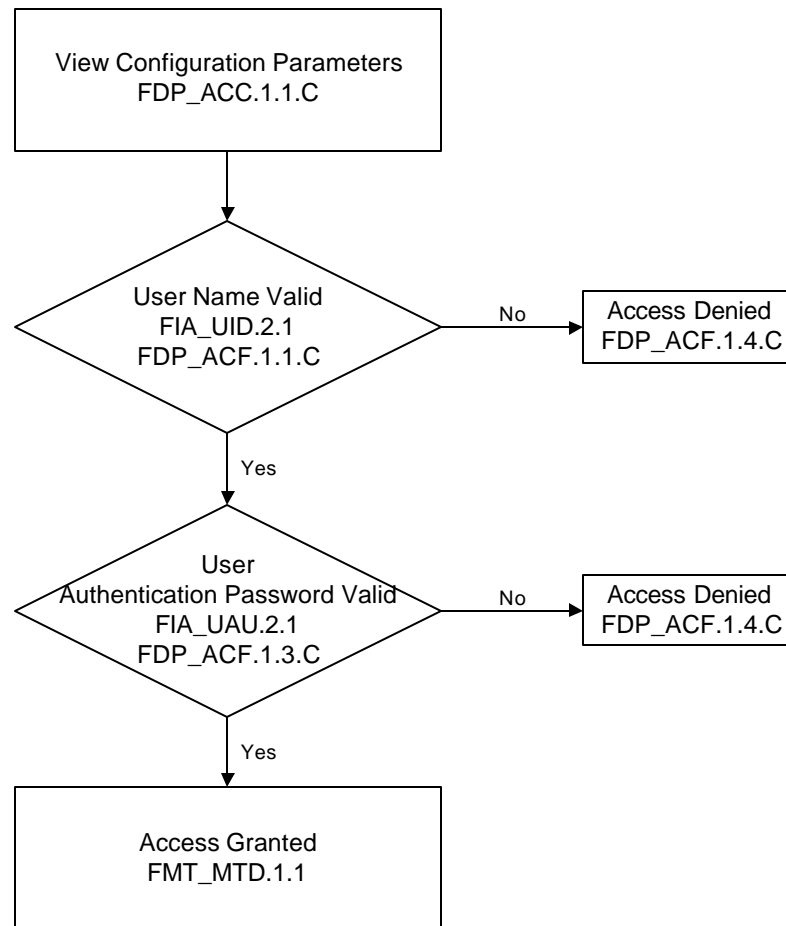 View Configuration Parameters
FDP_ACC.1.1.C
User Name Valid
FIA_UID.2.1
FDP_ACF.1.1.C
No
Access Denied
FDP_ACF.1.4.C
Yes
User
Authentication Password Valid
FIA_UAU.2.1
FDP_ACF.1.3.C
No
Access Denied
FDP_ACF.1.4.C
Yes
Access Granted
FMT_MTD.1.1